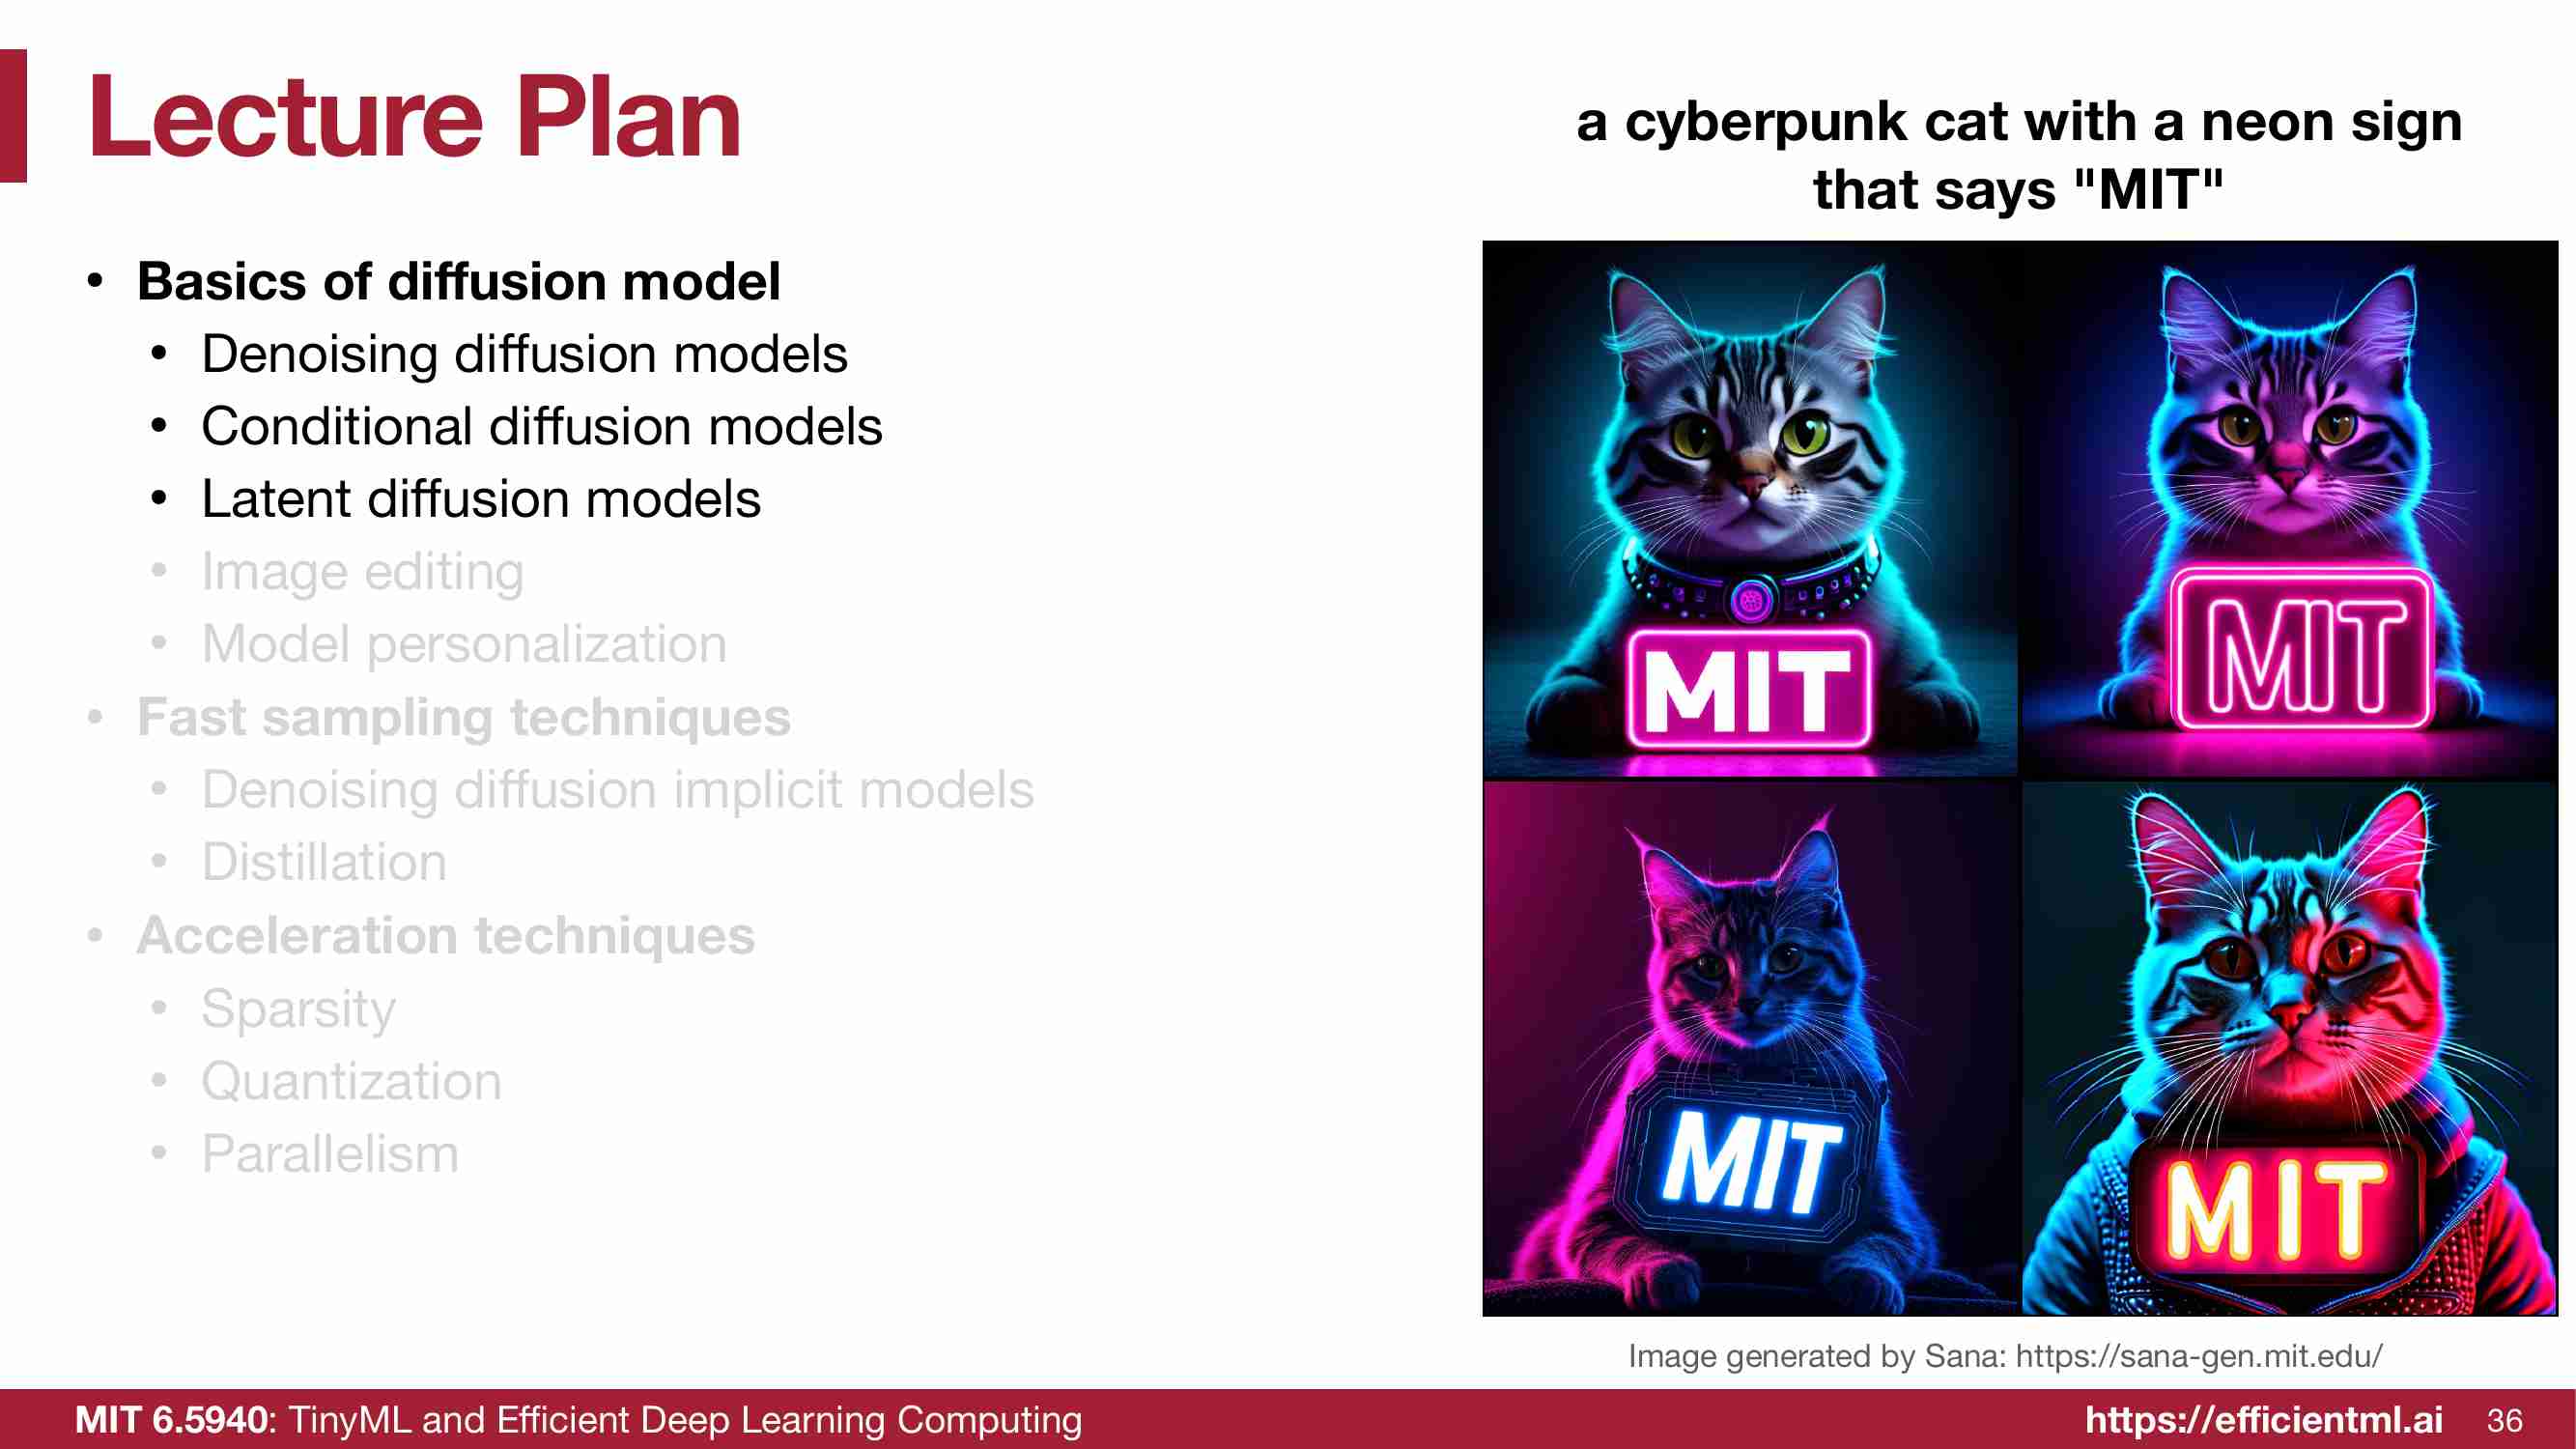 Lecture Plan
• Basics of diffusion model
• Denoising diffusion models
• Conditional diffusion models
• Latent diffusion models
• Image editing
• Model personalization
• Fast sampling techniques
• Denoising diffusion implicit models
• Distillation
• Acceleration techniques
• Sparsity
• Quantization
• Parallelism
a cyberpunk cat with a neon sign
that says "MIT"
MIT
MIT
MIT
MIT
Image generated by Sana: https://sana-gen.mit.edu/
MIT 6.5940: TinyML and Efficient Deep Learning Computing
https://efficientml.ai
36